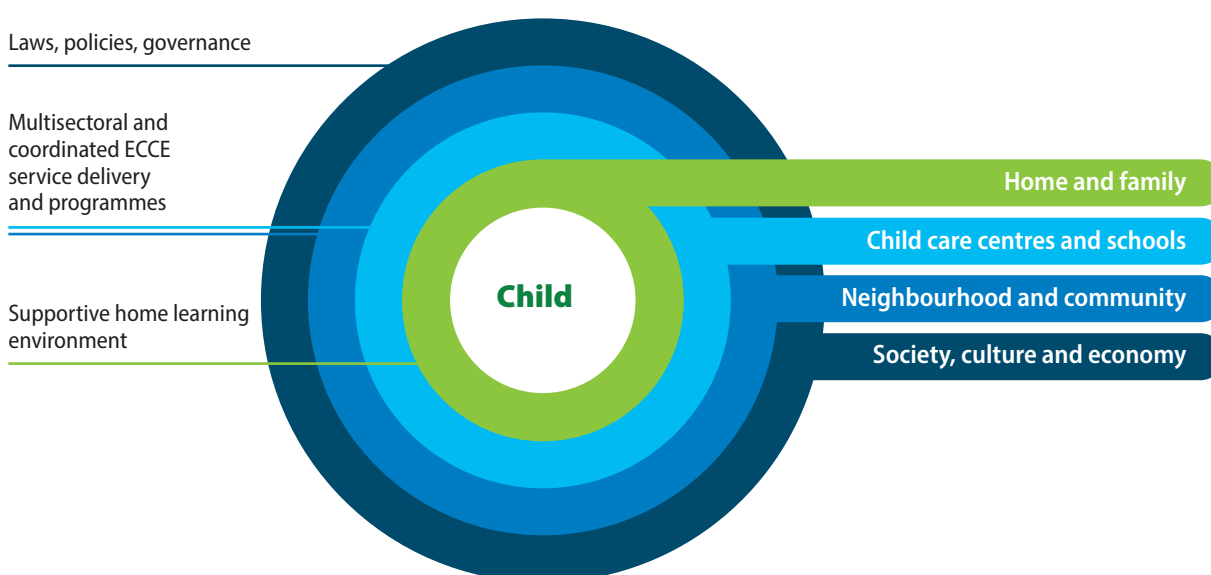 Laws, policies, governance
Multisectoral and
coordinated ECCE
service delivery
and programmes
Supportive home learning
environment
Child
Home and family
Child care centres and schools
Neighbourhood and community
Society, culture and economy